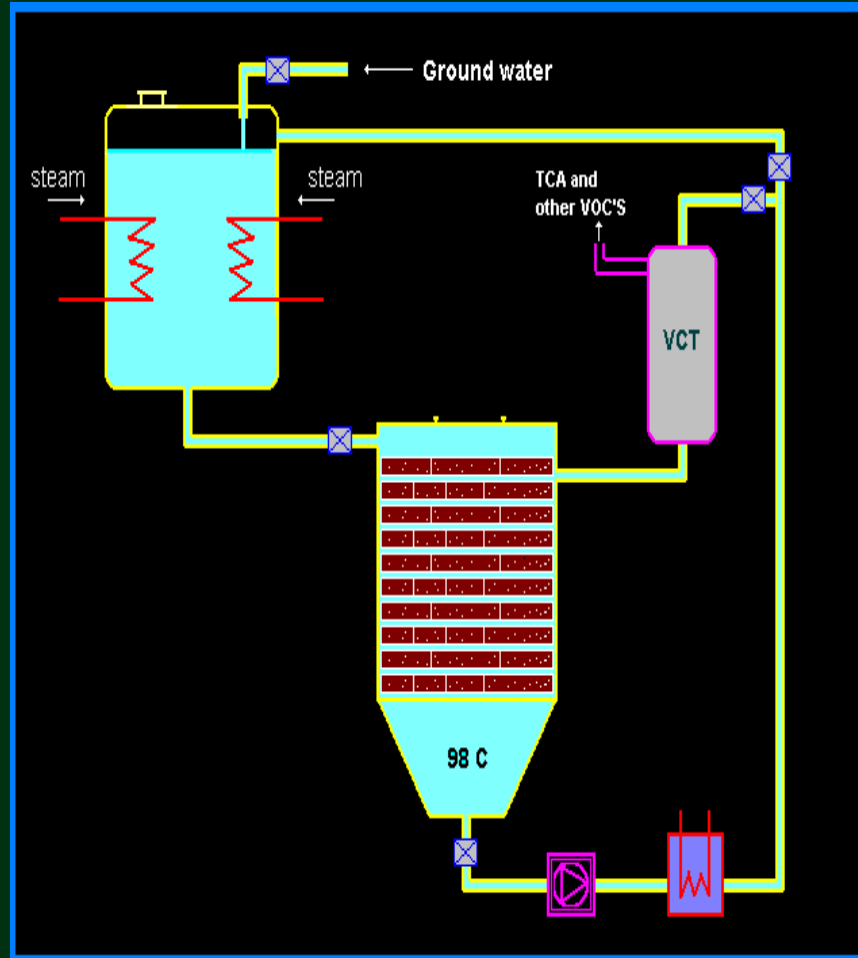 Ground water
steam
steam
TCA and
other VOC'S
VCT
98 C